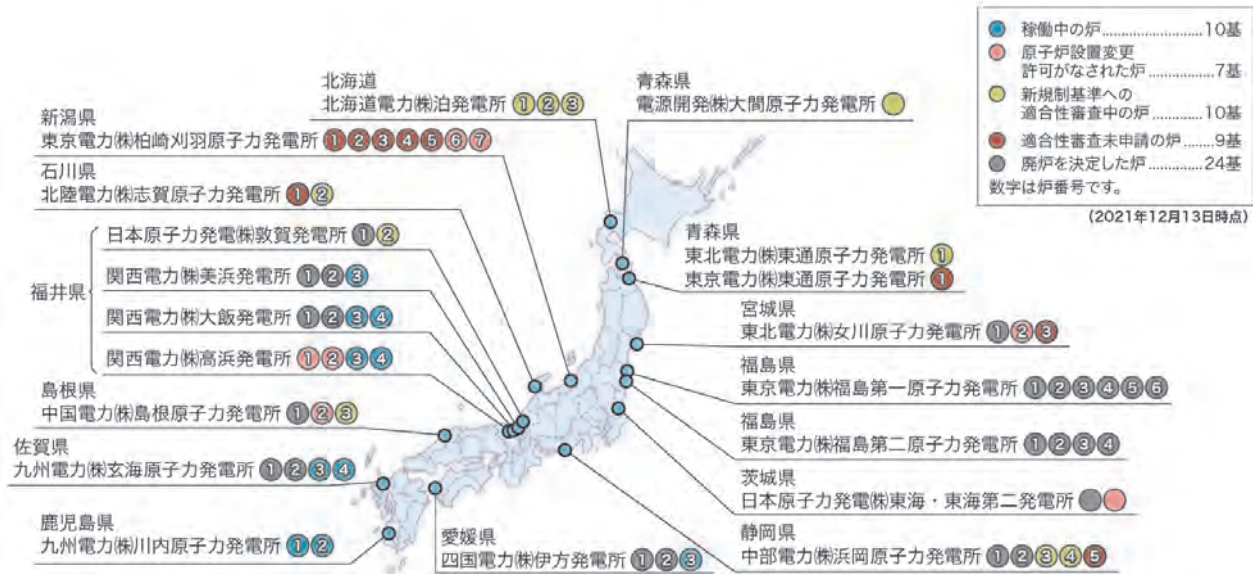 稼働中の炉..........................10基
原子炉設置変更
許可がなされた炉................7基
新規制基準への
適合性審査中の炉..............10基
適合性審査未申請の炉........9基
廃炉を決定した炉..............24基
数字は炉番号です。
(2021年12月13日時点)
北海道
北海道電力㈱泊発電所 ①②③
青森県
電源開発㈱大間原子力発電所
新潟県
東京電力㈱柏崎刈羽原子力発電所 ①②③④⑤⑥⑦
石川県
北陸電力㈱志賀原子力発電所 ①②
福井県
日本原子力発電㈱敦賀発電所 ①②
関西電力㈱美浜発電所 ①②③
関西電力㈱大飯発電所 ①②③④
関西電力㈱高浜発電所 ①②③④
島根県
中国電力㈱島根原子力発電所 ①②③
佐賀県
九州電力㈱玄海原子力発電所 ①②③④
鹿児島県
九州電力㈱川内原子力発電所 ①②
愛媛県
四国電力㈱伊方発電所 ①②③
青森県
東北電力㈱東通原子力発電所 ①
東京電力㈱東通原子力発電所 ①
宮城県
東北電力㈱女川原子力発電所 ①②③
福島県
東京電力㈱福島第一原子力発電所 ①②③④⑤⑥
福島県
東京電力㈱福島第二原子力発電所 ①②③④
茨城県
日本原子力発電㈱東海・東海第二発電所
静岡県
中部電力㈱浜岡原子力発電所 ①②③④⑤